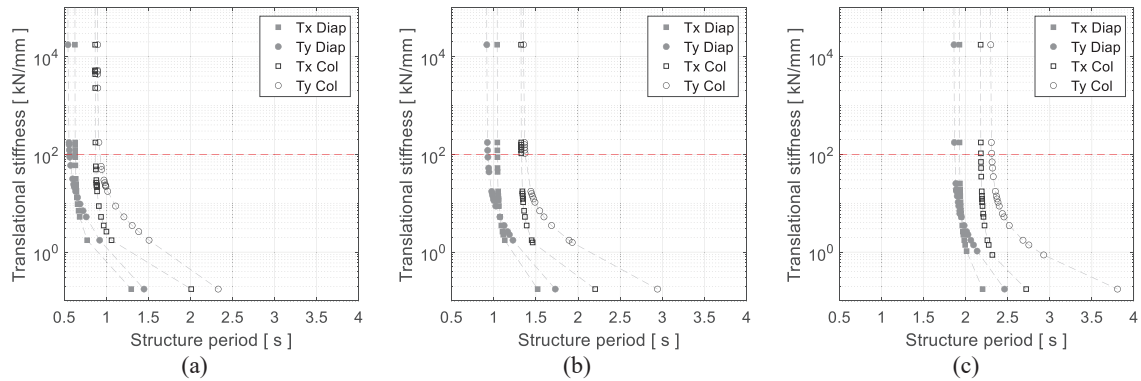 Translational stiffness [ kN/mm ]
10^4
10^2
10^0
Tx Diap
Ty Diap
Tx Col
Ty Col
0.5 1 1.5 2 2.5 3 3.5 4
Structure period [ s ]
(a)
Translational stiffness [ kN/mm ]
10^4
10^2
10^0
Tx Diap
Ty Diap
Tx Col
Ty Col
0.5 1 1.5 2 2.5 3 3.5 4
Structure period [ s ]
(b)
Translational stiffness [ kN/mm ]
10^4
10^2
10^0
Tx Diap
Ty Diap
Tx Col
Ty Col
0.5 1 1.5 2 2.5 3 3.5 4
Structure period [ s ]
(c)